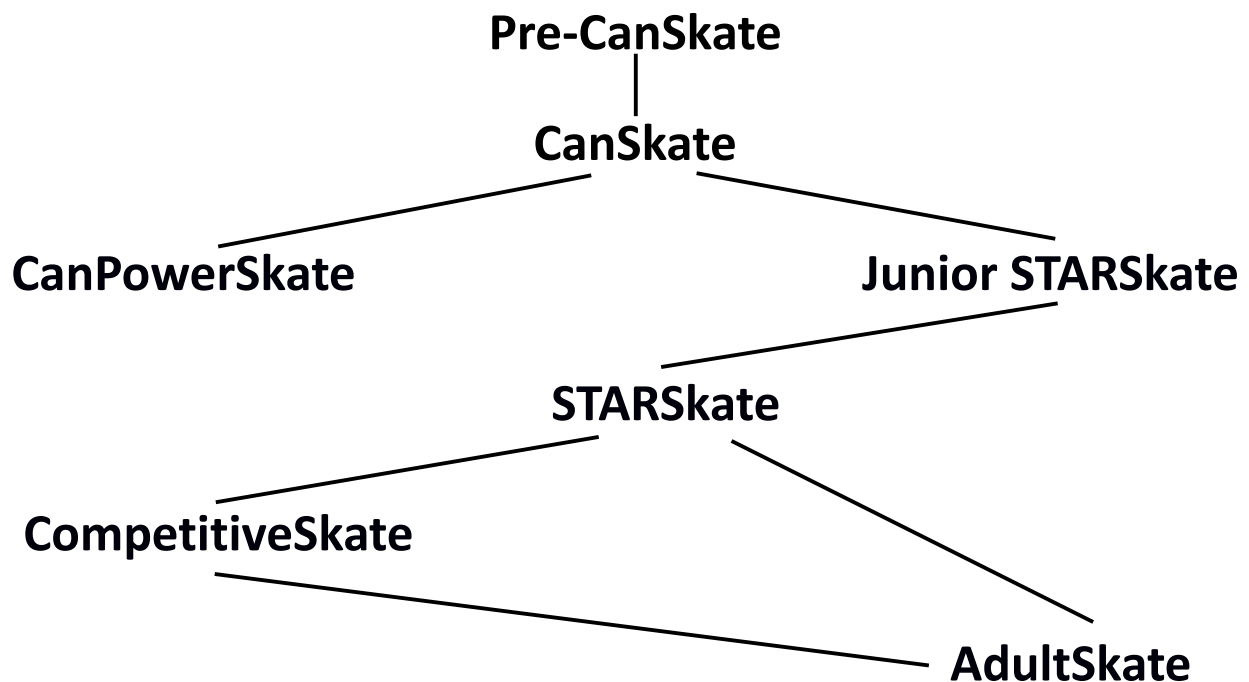 Pre-CanSkate
CanSkate
CanPowerSkate
Junior STARSkate
STARSkate
CompetitiveSkate
AdultSkate